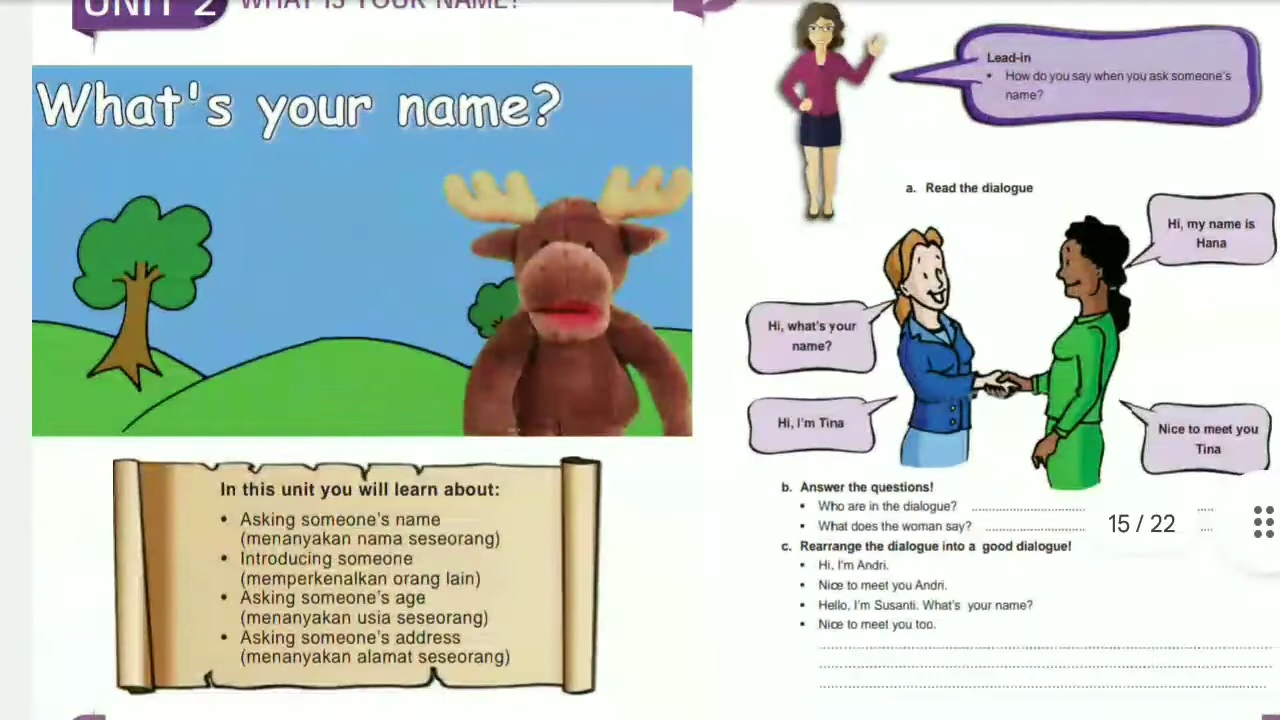 UNIT 2 WHAT IS YOUR NAME?
What's your name?
In this unit you will learn about:
• Asking someone's name
(menanyakan nama seseorang)
• Introducing someone
(memperkenalkan orang lain)
• Asking someone's age
(menanyakan usia seseorang)
• Asking someone's address
(menanyakan alamat seseorang)
Lead-in
• How do you say when you ask someone's
name?
a. Read the dialogue
Hi, my name is
Hana
Hi, what's your
name?
Hi, I'm Tina
Nice to meet you
Tina
b. Answer the questions!
• Who are in the dialogue? ..............................
• What does the woman say? ..............................
15 / 22
c. Rearrange the dialogue into a good dialogue!
• Hi, I'm Andri.
• Nice to meet you Andri.
• Hello, I'm Susanti. What's your name?
• Nice to meet you too.